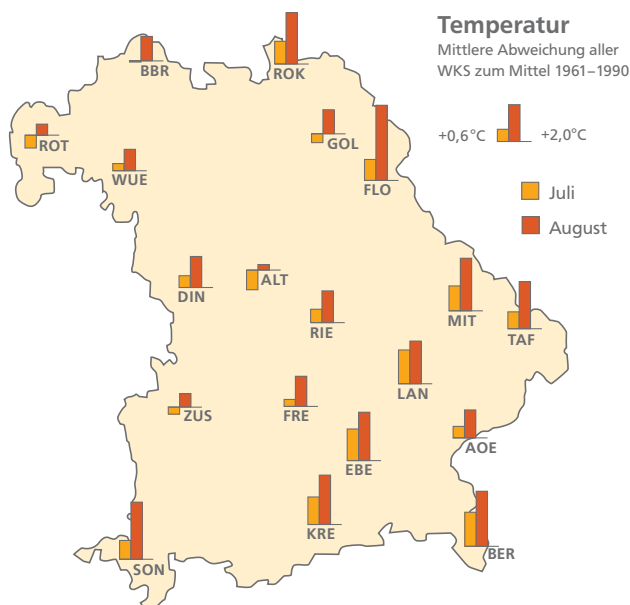 Temperatur
Mittlere Abweichung aller
WKS zum Mittel 1961–1990
+0,6°C
+2,0°C
Juli
August
BBR
ROK
ROT
GOL
WUE
FLO
DIN
ALT
RIE
MIT
TAF
LAN
ZUS
FRE
AOE
EBE
KRE
BER
SON